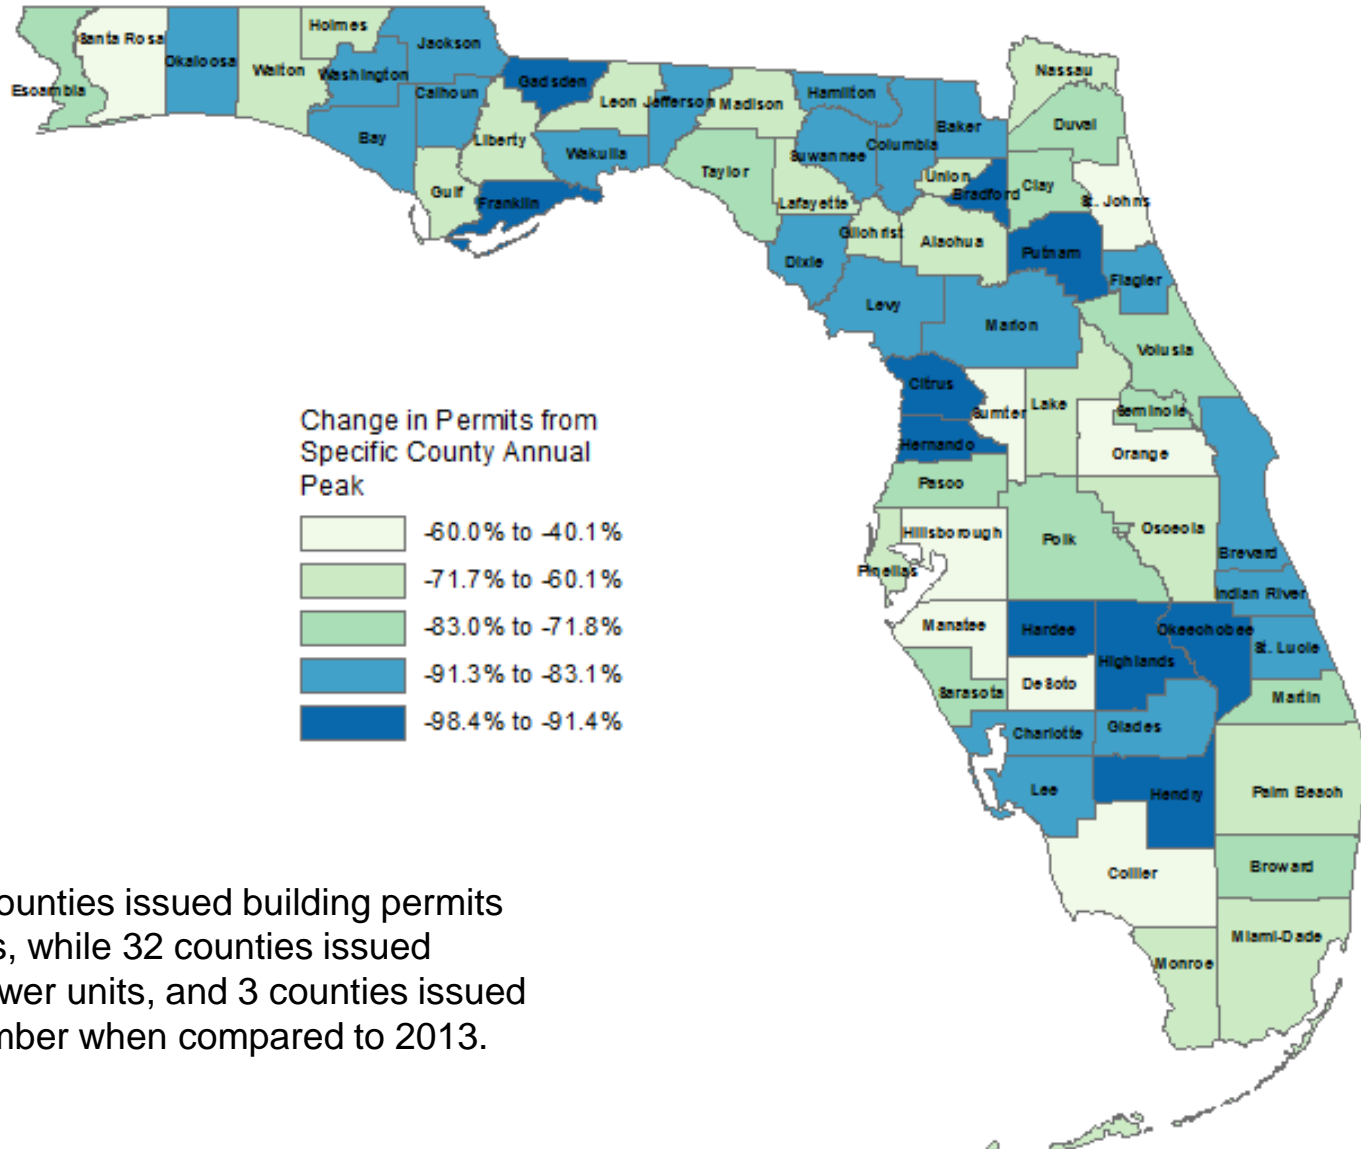 Santa Rosa
Holmes
Jackson
Okaloosa
Walton
Washington
Escambia
Calhoun
Gadsden
Leon
Jefferson
Madison
Hamilton
Nassau
Bay
Liberty
Wakulla
Suwannee
Columbia
Baker
Duval
Taylor
Union
Bradford
Clay
Gulf
Franklin
Lafayette
St. Johns
Gilchrist
Alachua
Putnam
Dixie
Flagler
Levy
Marion
Volusia
Citrus
Sumter
Lake
Seminole
Hernando
Orange
Pasco
Hillsborough
Polk
Osceola
Brevard
Pinellas
Indian River
Manatee
Hardee
Okeechobee
Highlands
St. Lucie
DeSoto
Sarasota
Martin
Charlotte
Glades
Lee
Hendry
Palm Beach
Collier
Broward
Miami-Dade
Monroe
Change in Permits from
Specific County Annual
Peak
-60.0% to -40.1%
-71.7% to -60.1%
-83.0% to -71.8%
-91.3% to -83.1%
-98.4% to -91.4%
ounties issued building permits
s, while 32 counties issued
wer units, and 3 counties issued
mber when compared to 2013.